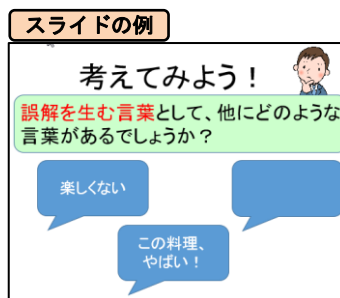 スライドの例
考えてみよう！
誤解を生む言葉として、他にどのような
言葉があるでしょうか？
楽しくない
この料理、
やばい！